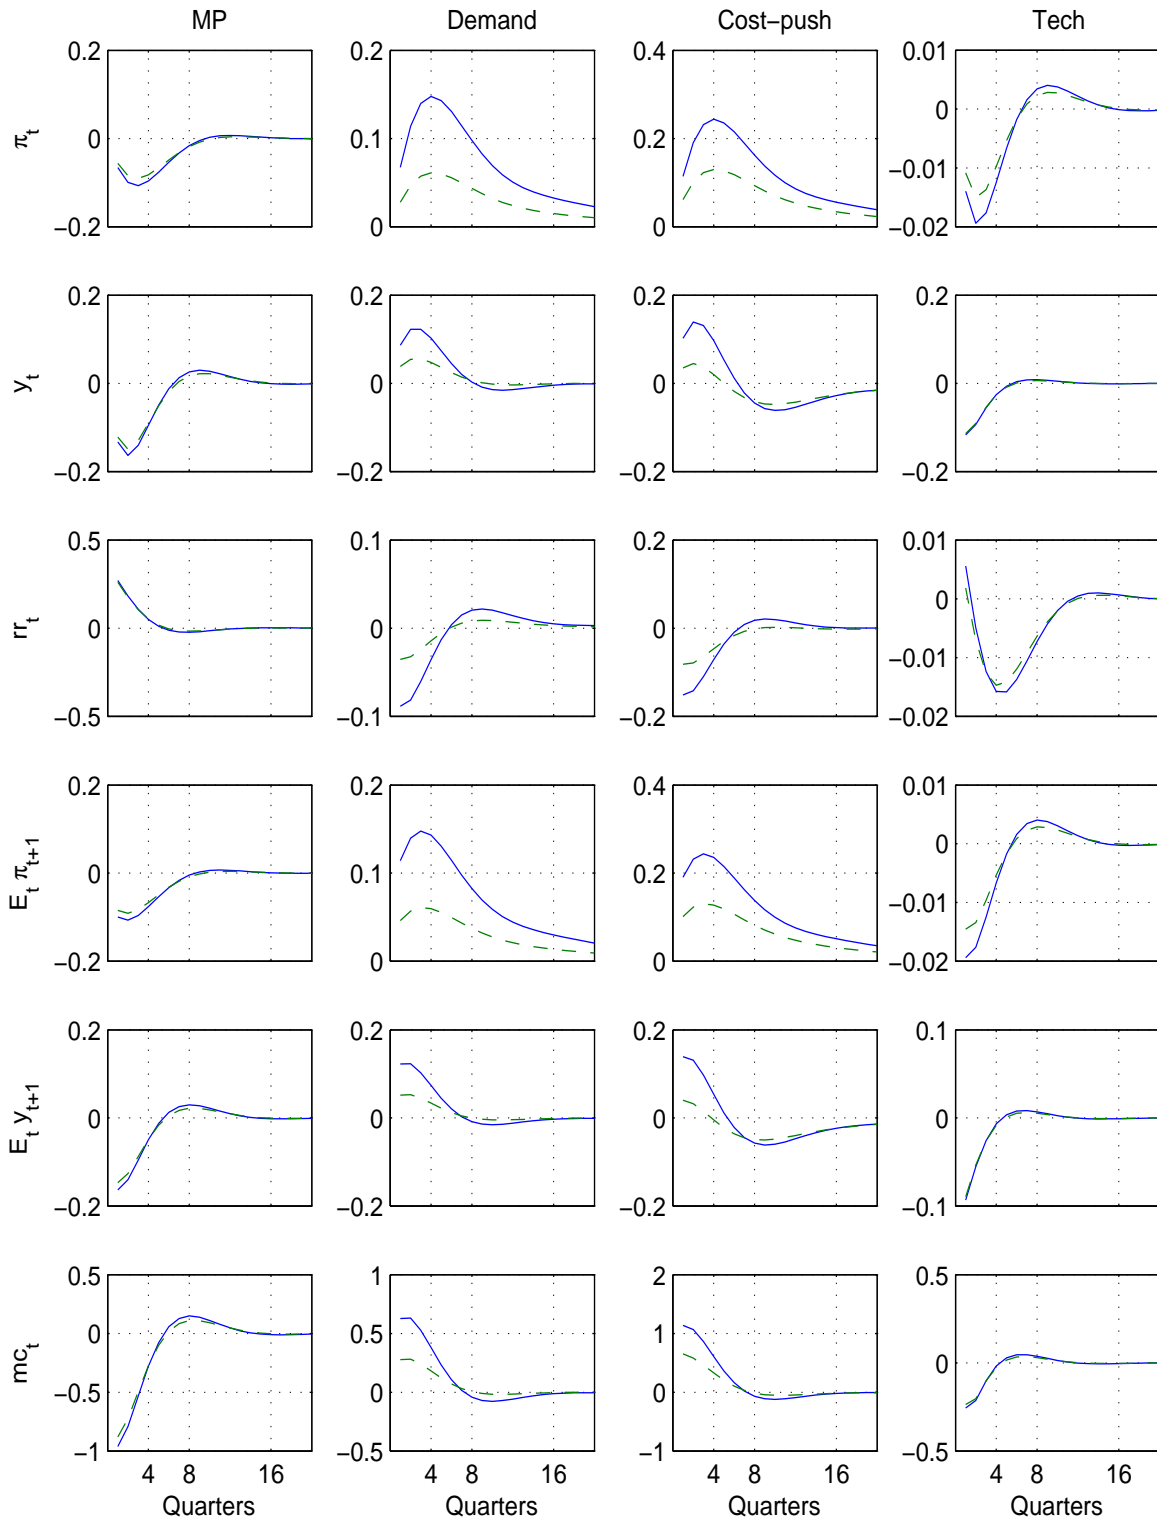 MP Demand Cost-push Tech
π_t
0.2 0 -0.2
0.2 0.1 0
0.4 0.2 0
0.01 0 -0.01 -0.02
y_t
0.2 0 -0.2
0.2 0 -0.2
0.2 0 -0.2
0.2 0 -0.2
rr_t
0.5 0 -0.5
0.1 0 -0.1
0.2 0 -0.2
0.01 0 -0.01 -0.02
E_t π_{t+1}
0.2 0 -0.2
0.2 0.1 0
0.4 0.2 0
0.01 0 -0.01 -0.02
E_t y_{t+1}
0.2 0 -0.2
0.2 0 -0.2
0.2 0 -0.2
0.1 0 -0.1
mc_t
0.5 0 -0.5 -1
1 0.5 0 -0.5
2 1 0 -1
0.5 0 -0.5
4 8 16 4 8 16 4 8 16 4 8 16
Quarters Quarters Quarters Quarters